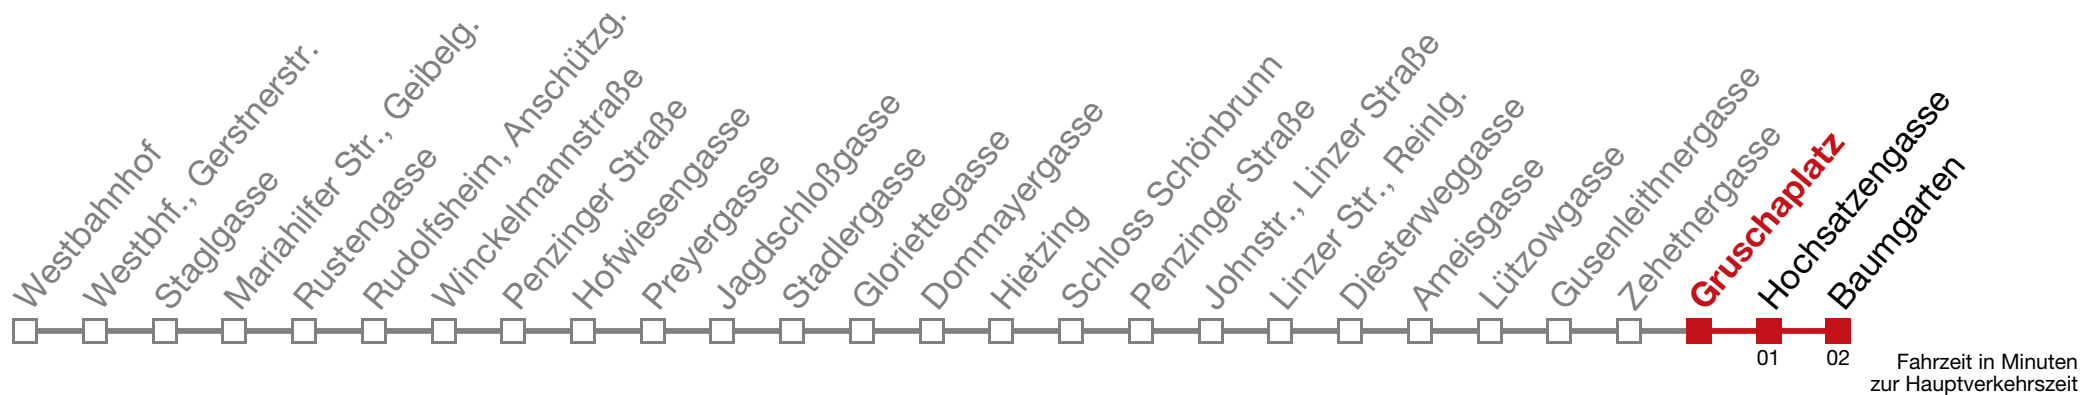 Westbahnhof
Westbhf., Gerstnerstr.
Staglgasse
Mariahilfer Str., Geibelg.
Rustengasse
Rudolfsheim, Anschützg.
Winckelmannstraße
Penzinger Straße
Hofwiesengasse
Preyergasse
Jagdschloßgasse
Stadlergasse
Gloriettegasse
Dommayergasse
Hietzing
Schloss Schönbrunn
Penzinger Straße
Johnstr., Linzer Straße
Linzer Str., Reinlg.
Diesterweggasse
Ameisgasse
Lützowgasse
Gusenleithnergasse
Zehetnergasse
Gruschaplatz
Hochsatzengasse
Baumgarten
01
02
Fahrzeit in Minuten
zur Hauptverkehrszeit